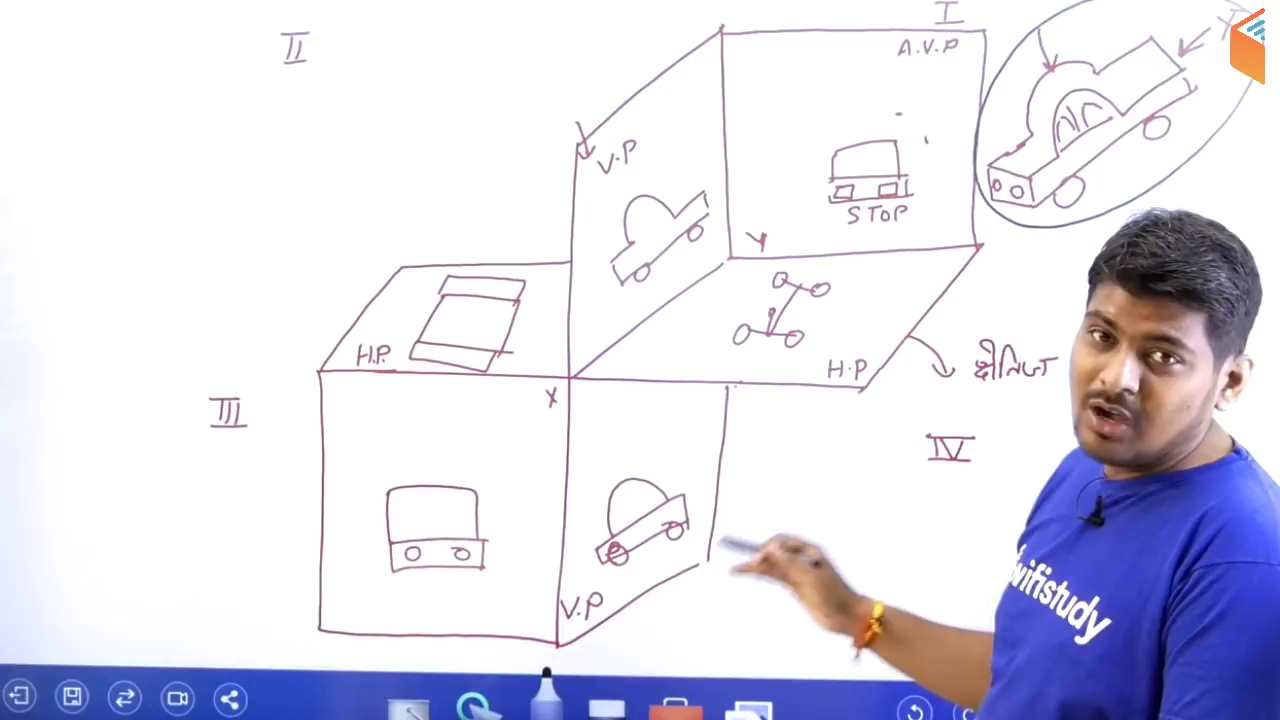 I
II
A.V.P
V.P
STOP
Y
H.P.
H.P
क्षैतिज
X
III
IV
V.P
wifistudy